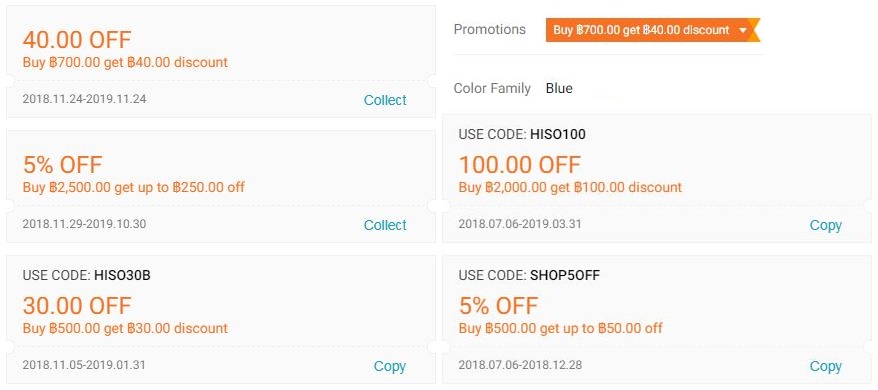 40.00 OFF
Buy ฿700.00 get ฿40.00 discount
2018.11.24-2019.11.24
Collect
5% OFF
Buy ฿2,500.00 get up to ฿250.00 off
2018.11.29-2019.10.30
Collect
USE CODE: HISO30B
30.00 OFF
Buy ฿500.00 get ฿30.00 discount
2018.11.05-2019.01.31
Copy
Promotions
Buy ฿700.00 get ฿40.00 discount
Color Family Blue
USE CODE: HISO100
100.00 OFF
Buy ฿2,000.00 get ฿100.00 discount
2018.07.06-2019.03.31
Copy
USE CODE: SHOP5OFF
5% OFF
Buy ฿500.00 get up to ฿50.00 off
2018.07.06-2018.12.28
Copy